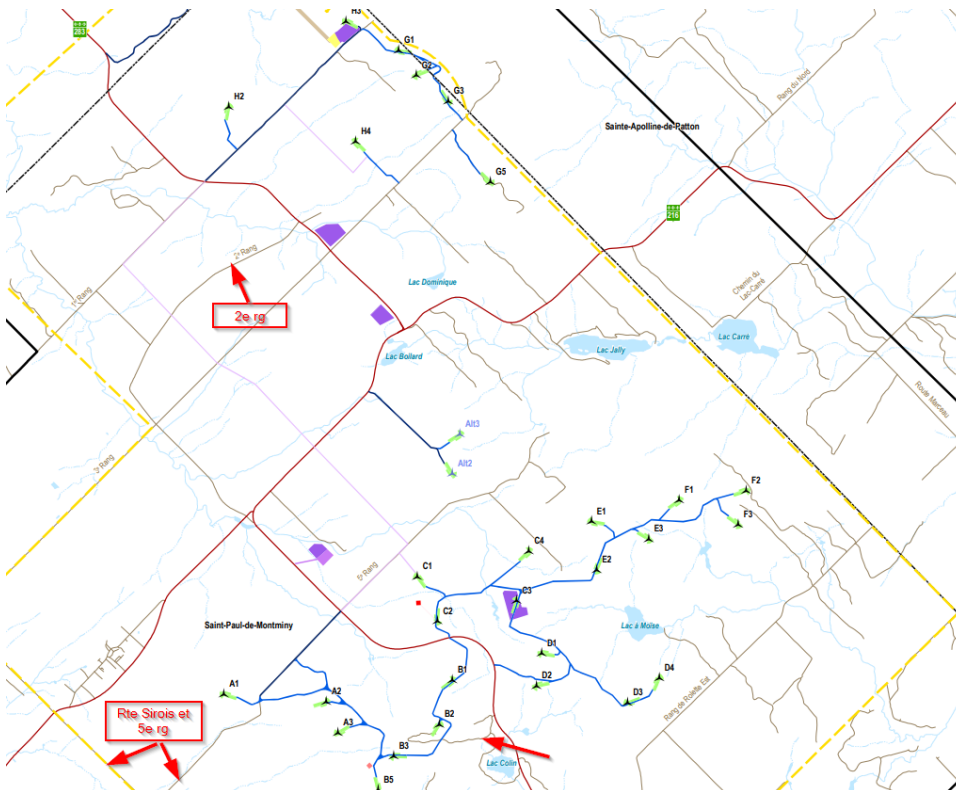 H3
283
G1
G2
Rang du Nord
H2
G3
Sainte-Apolline-de-Patton
H4
G5
216
2e Rang
1er Rang
Lac Dominique
Chemin du
Lac-Carré
2e rg
Lac Carré
Lac Jally
Lac Bollard
Route Marceau
Alt3
3e Rang
Alt2
F2
F1
E1
F3
E3
C4
5e Rang
E2
C1
C3
C2
Saint-Paul-de-Montminy
Lac à Moïse
D1
B1
D4
D2
A1
A2
D3
Rang de Rolette Est
Rte Sirois et
5e rg
A3
B2
B3
Lac Colin
B5